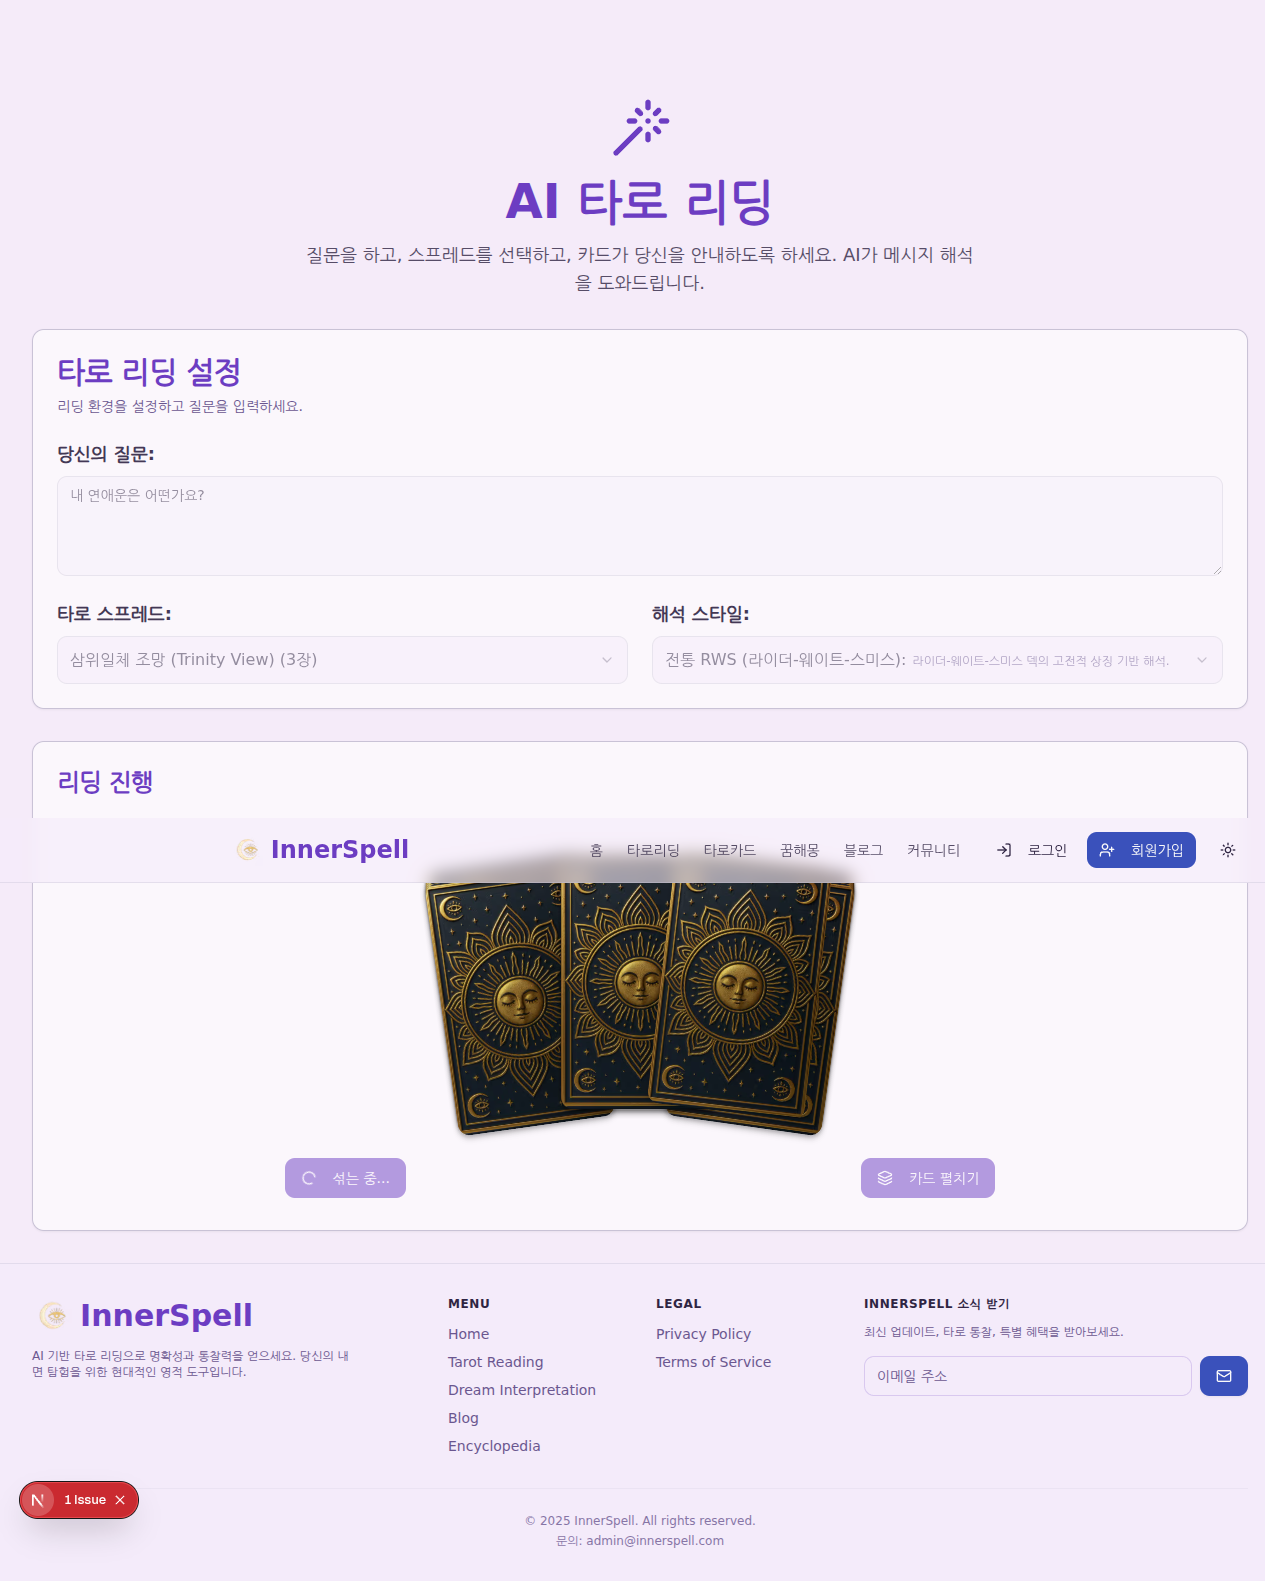 AI 타로 리딩
질문을 하고, 스프레드를 선택하고, 카드가 당신을 안내하도록 하세요. AI가 메시지 해석
을 도와드립니다.
타로 리딩 설정
리딩 환경을 설정하고 질문을 입력하세요.
당신의 질문:
내 연애운은 어떤가요?
타로 스프레드:
해석 스타일:
삼위일체 조망 (Trinity View) (3장)
전통 RWS (라이더-웨이트-스미스): 라이더-웨이트-스미스 덱의 고전적 상징 기반 해석.
리딩 진행
InnerSpell
홈
타로리딩
타로카드
꿈해몽
블로그
커뮤니티
로그인
회원가입
섞는 중...
카드 펼치기
InnerSpell
AI 기반 타로 리딩으로 명확성과 통찰력을 얻으세요. 당신의 내
면 탐험을 위한 현대적인 영적 도구입니다.
MENU
Home
Tarot Reading
Dream Interpretation
Blog
Encyclopedia
LEGAL
Privacy Policy
Terms of Service
INNERSPELL 소식 받기
최신 업데이트, 타로 통찰, 특별 혜택을 받아보세요.
이메일 주소
N
1 Issue
© 2025 InnerSpell. All rights reserved.
문의: admin@innerspell.com